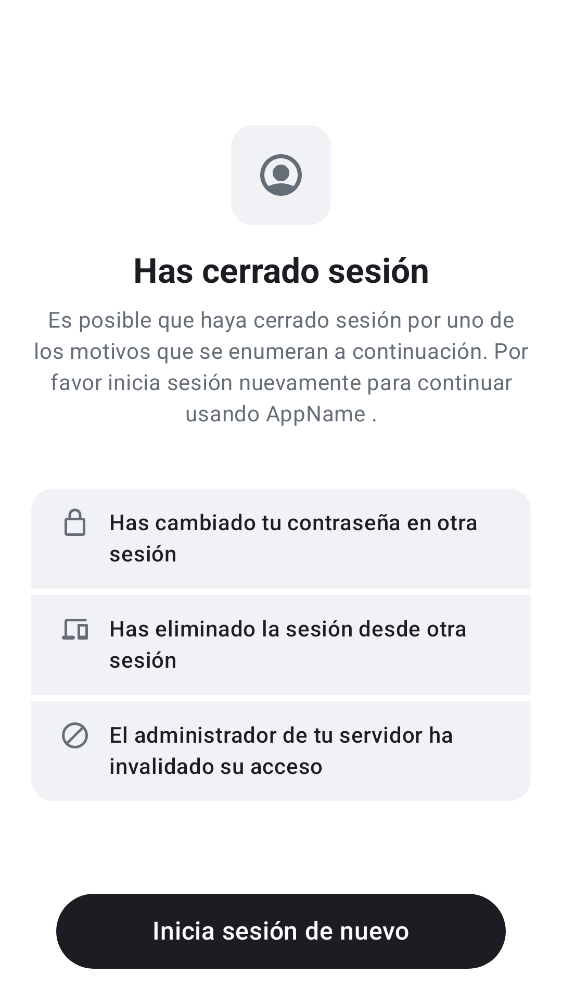 Has cerrado sesión
Es posible que haya cerrado sesión por uno de
los motivos que se enumeran a continuación. Por
favor inicia sesión nuevamente para continuar
usando AppName .
Has cambiado tu contraseña en otra
sesión
Has eliminado la sesión desde otra
sesión
El administrador de tu servidor ha
invalidado su acceso
Inicia sesión de nuevo